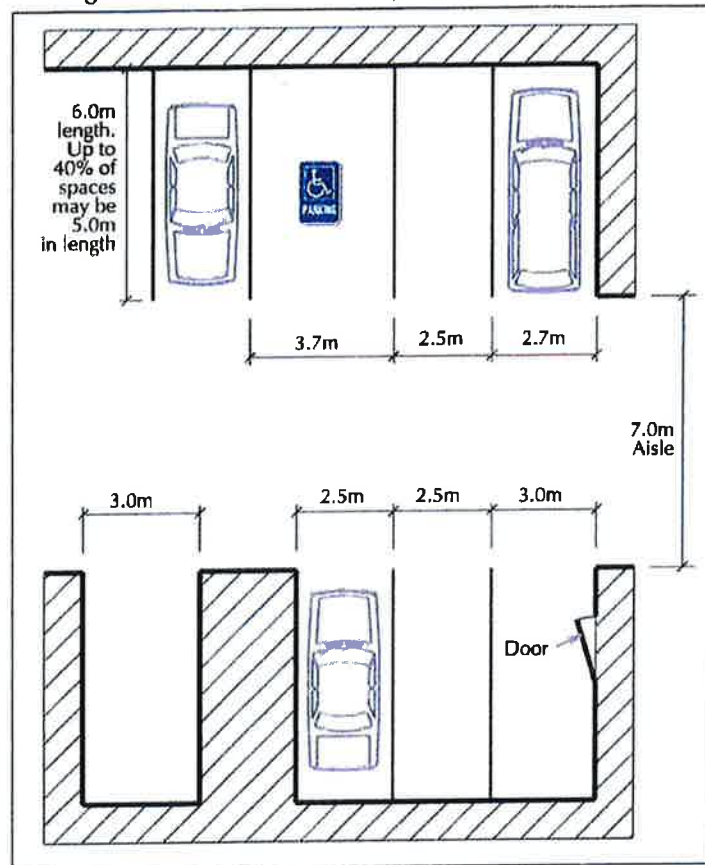 6.0m
length.
Up to
40% of
spaces
may be
5.0m
in length
PARKING
3.7m
2.5m
2.7m
7.0m
Aisle
3.0m
2.5m
2.5m
3.0m
Door